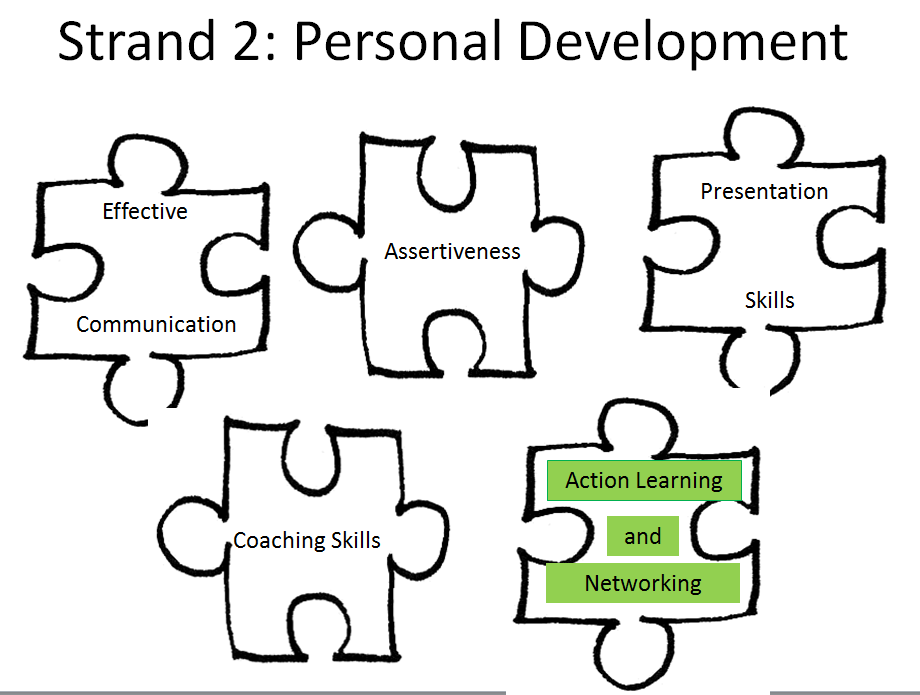 Strand 2: Personal Development
Effective
Communication
Assertiveness
Presentation
Skills
Coaching Skills
Action Learning
and
Networking